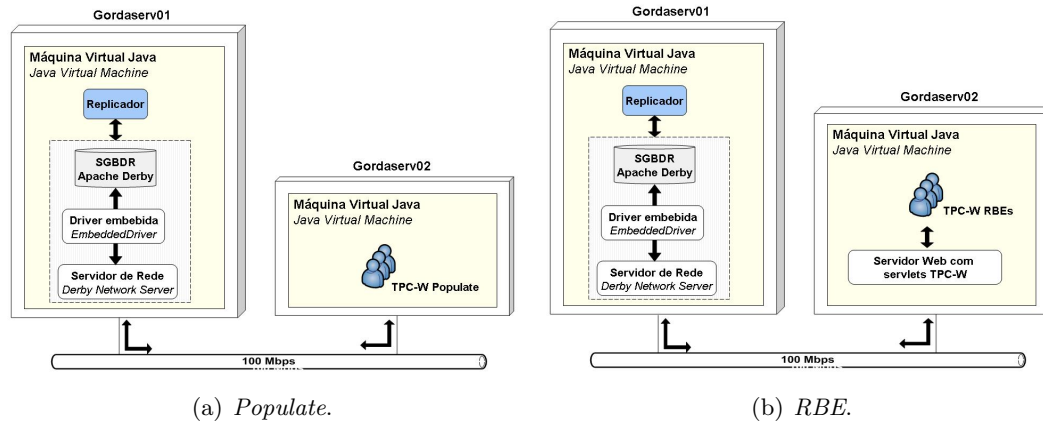 Gordaserv01
Máquina Virtual Java
Java Virtual Machine
Replicador
SGBDR
Apache Derby
Driver embebida
EmbeddedDriver
Servidor de Rede
Derby Network Server
Gordaserv02
Máquina Virtual Java
Java Virtual Machine
TPC-W Populate
100 Mbps
(a) Populate.
Gordaserv01
Máquina Virtual Java
Java Virtual Machine
Replicador
SGBDR
Apache Derby
Driver embebida
EmbeddedDriver
Servidor de Rede
Derby Network Server
Gordaserv02
Máquina Virtual Java
Java Virtual Machine
TPC-W RBEs
Servidor Web com
servlets TPC-W
100 Mbps
(b) RBE.